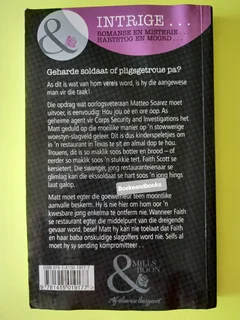 INTRIGE . . .
ROMANSE EN MISTERIE . . .
HARTSTOG EN MOORD . . .
Geharde soldaat of pligsgetroue pa?
As dit is wat van hom vereis word, is hy die aangewese
man vir die taak!
Die opdrag wat oorlogsveteraan Matteo Soarez moet
uitvoer, is eenvoudig: Hou jou oë en ore oop. As
geheime agent vir Corps Security and Investigations het
Matt geduld op die moeilike manier op 'n stowwerige
woestyn-slagveld geleer. Dit is dus kinderspeletjies om
in 'n restaurant in Texas te sit en almal dop te hou.
Trouens, dit is so maklik soos botter en brood – of
eerder so maklik soos 'n stukkie tert. Faith Scott se
kersietert. Die swanger, jong restauranteienaar se
glimlag kan die eksoldaat se hart soos 'n jong hings
laat galop.
Bookeandbooks
Matt moet egter die goewerneur teen moontlike
aanvalle beskerm. Hy is nie hier om hom oor 'n
kwesbare jong enkelma te ontferm nie. Wanneer Faith
se restaurant egter die middelpunt van die dreigende
gevaar word, besef Matt hy kan nie toelaat dat Faith
en haar baba onskuldige slagoffers word nie. Selfs al
moet hy sy sending kompromitteer . . .
MILLS
& BOON